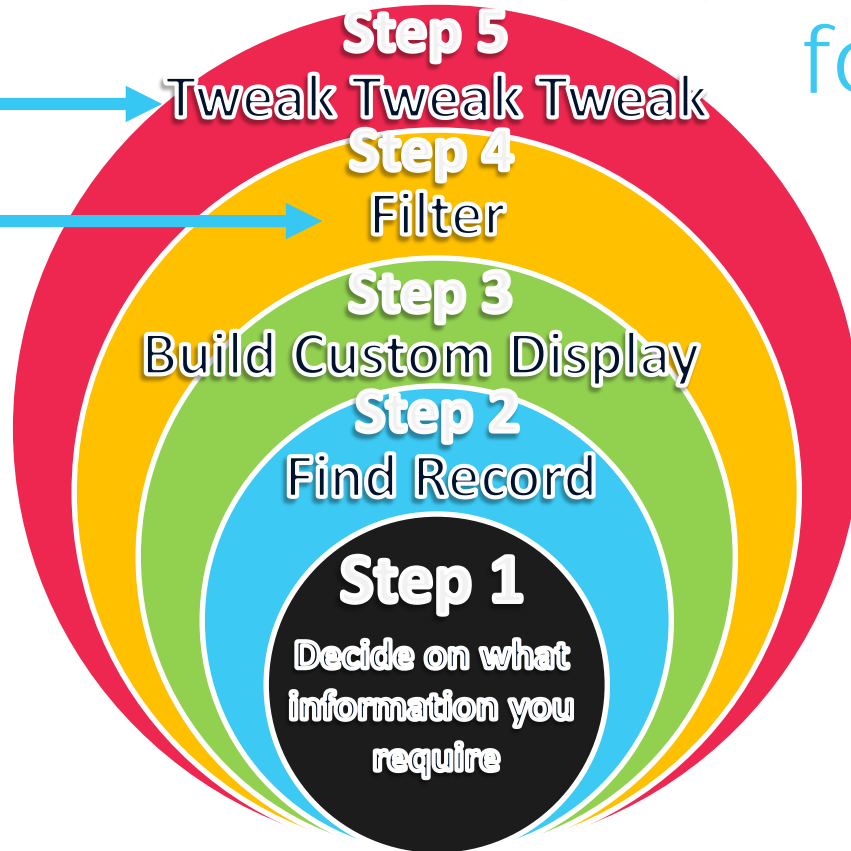 Step 5
Tweak Tweak Tweak
Step 4
Filter
Step 3
Build Custom Display
Step 2
Find Record
Step 1
Decide on what
information you
require